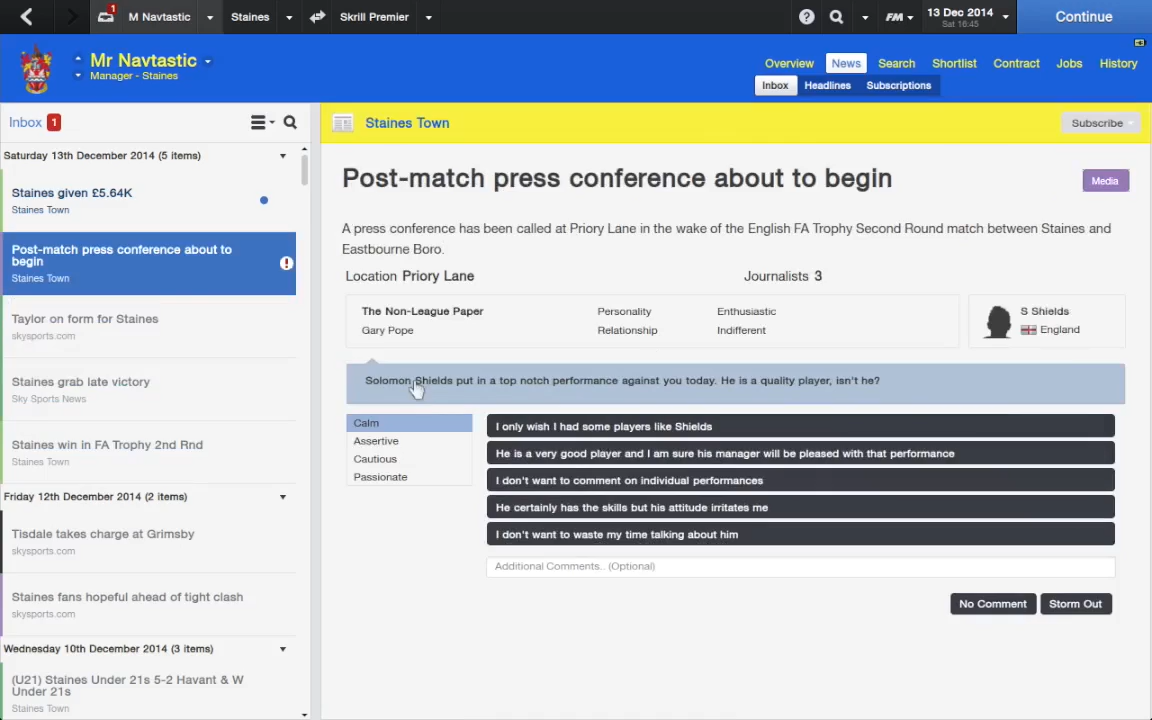 1
M Navtastic
Staines
Skrill Premier
?
FM
13 Dec 2014
Sat 16:45
Continue
Mr Navtastic
Manager - Staines
Overview
News
Search
Shortlist
Contract
Jobs
History
Inbox
Headlines
Subscriptions
Inbox 1
Saturday 13th December 2014 (5 items)
Staines given £5.64K
Staines Town
Post-match press conference about to
begin
Staines Town
Taylor on form for Staines
skysports.com
Staines grab late victory
Sky Sports News
Staines win in FA Trophy 2nd Rnd
Staines Town
Friday 12th December 2014 (2 items)
Tisdale takes charge at Grimsby
skysports.com
Staines fans hopeful ahead of tight clash
skysports.com
Wednesday 10th December 2014 (3 items)
(U21) Staines Under 21s 5-2 Havant & W
Under 21s
Staines Town
Staines Town
Subscribe
Post-match press conference about to begin
Media
A press conference has been called at Priory Lane in the wake of the English FA Trophy Second Round match between Staines and
Eastbourne Boro.
Location Priory Lane
Journalists 3
The Non-League Paper
Personality
Enthusiastic
Gary Pope
Relationship
Indifferent
S Shields
England
Solomon Shields put in a top notch performance against you today. He is a quality player, isn't he?
Calm
Assertive
Cautious
Passionate
I only wish I had some players like Shields
He is a very good player and I am sure his manager will be pleased with that performance
I don't want to comment on individual performances
He certainly has the skills but his attitude irritates me
I don't want to waste my time talking about him
Additional Comments.. (Optional)
No Comment
Storm Out